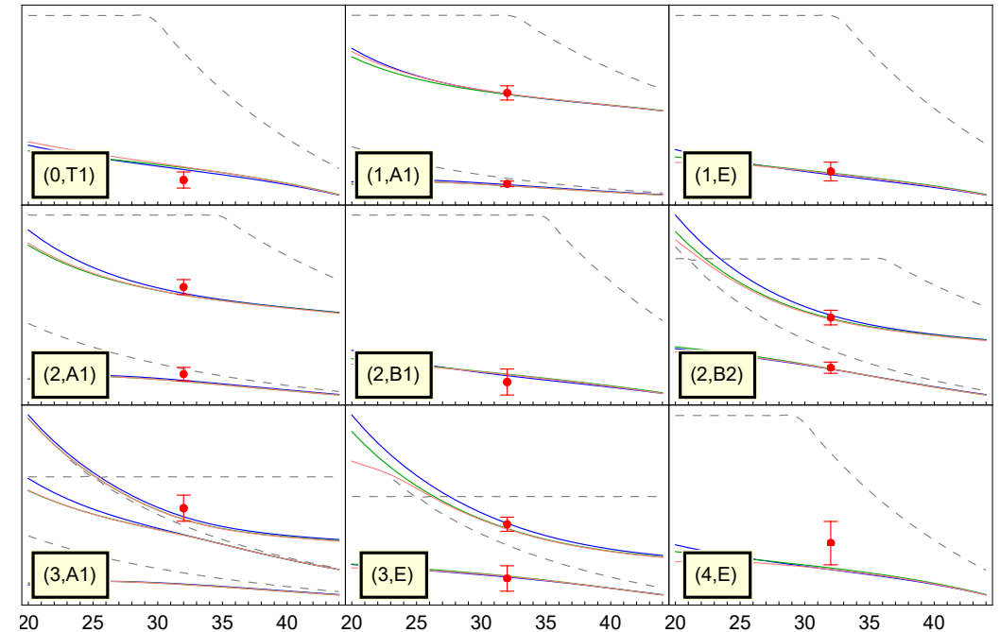 (0,T1)
(1,A1)
(1,E)
(2,A1)
(2,B1)
(2,B2)
(3,A1)
(3,E)
(4,E)
20 25 30 35 40 20 25 30 35 40 20 25 30 35 40